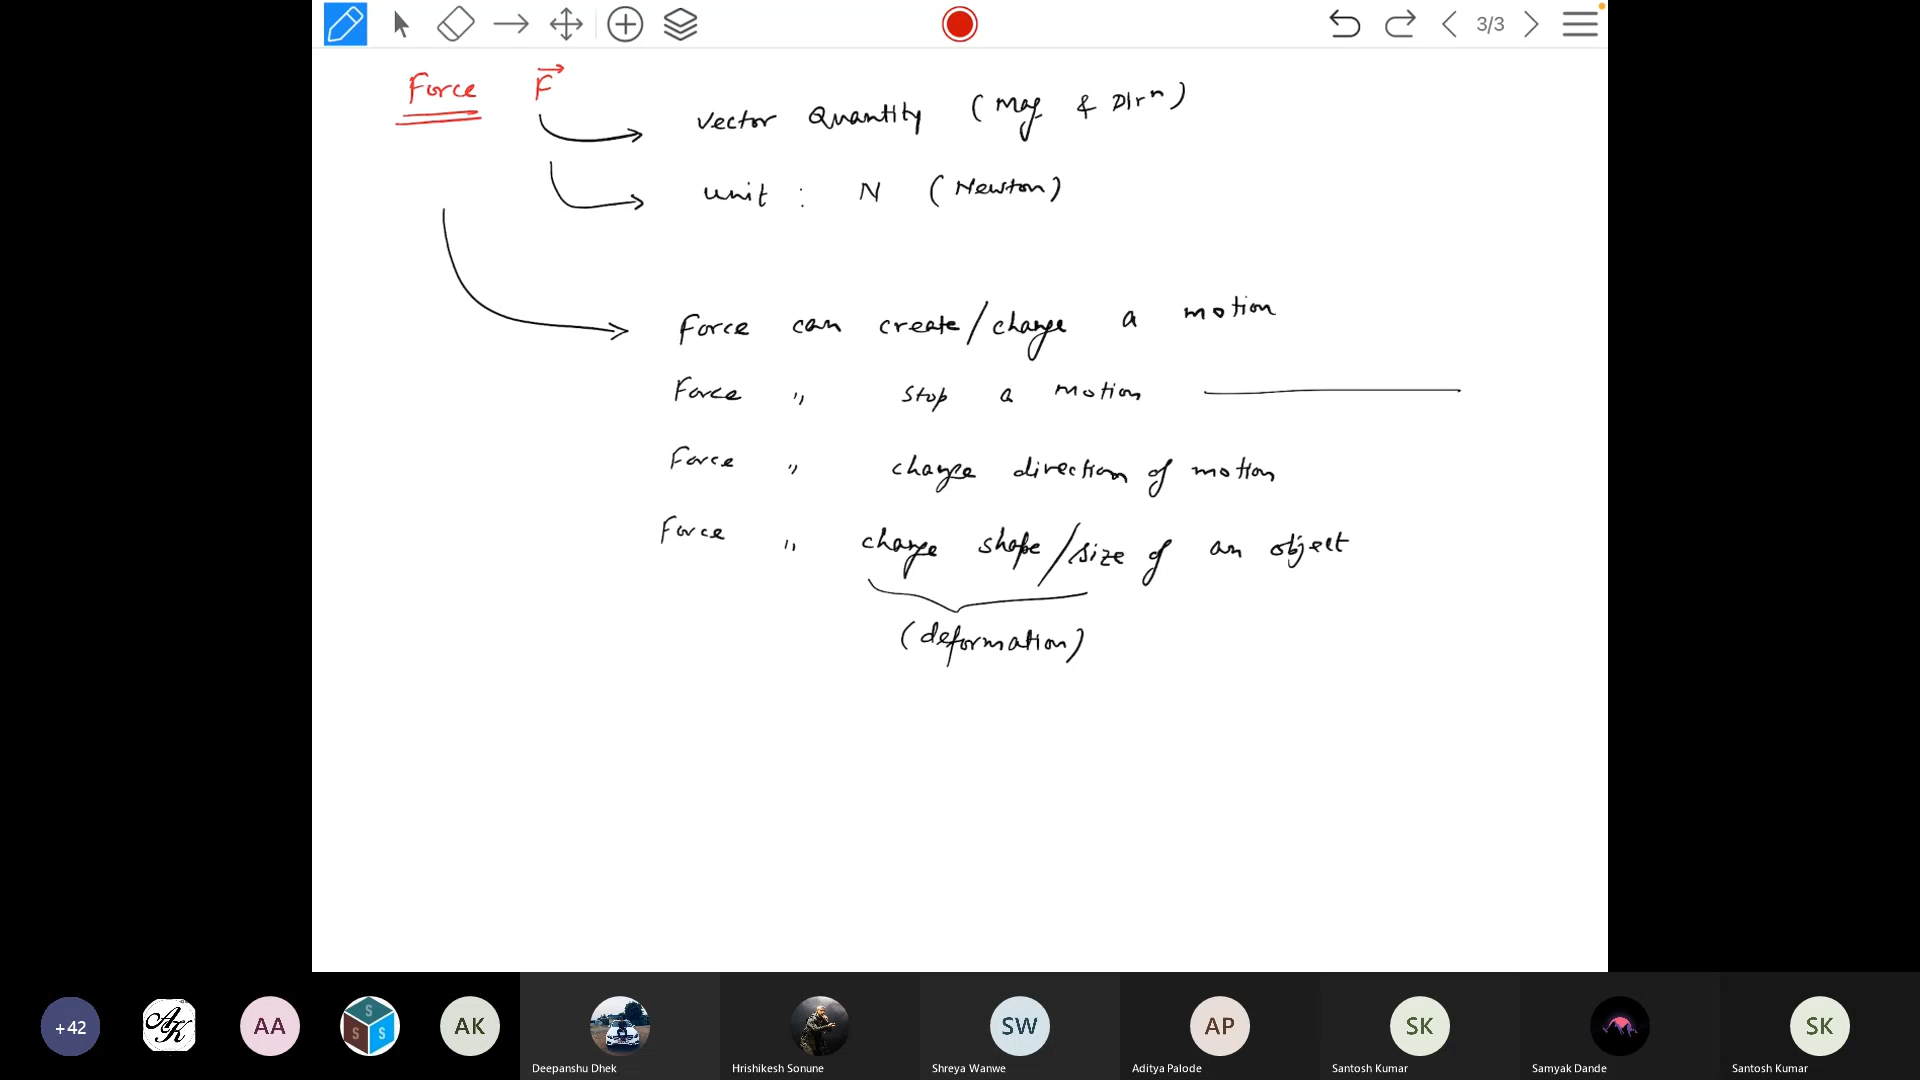 3/3
Force F
Vector Quantity (Mag & Dirⁿ)
unit : N (Newton)
Force can create/change a motion
Force " stop a motion
Force " change direction of motion
Force " change shape/size of an object
(deformation)
+42
AK
AA
S
S S
AK
SW
AP
SK
SK
Deepanshu Dhek
Hrishikesh Sonune
Shreya Wanwe
Aditya Palode
Santosh Kumar
Samyak Dande
Santosh Kumar